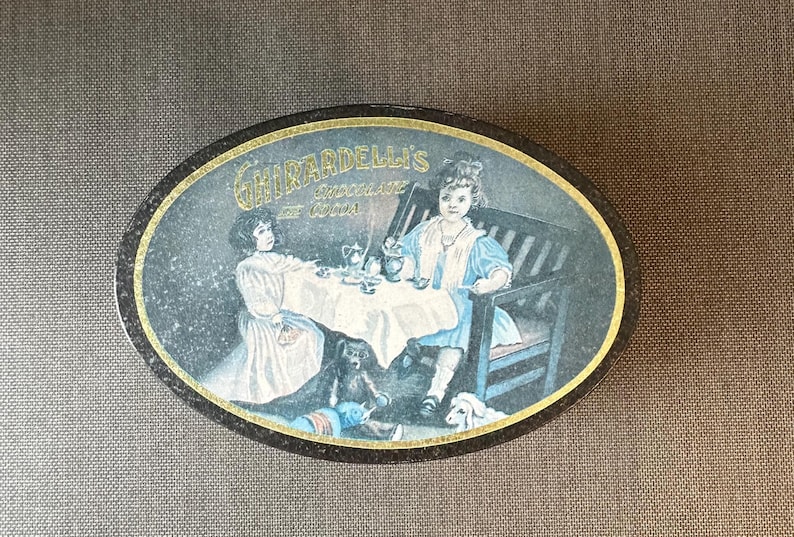 GHIRARDELLI'S
CHOCOLATE
AND COCOA